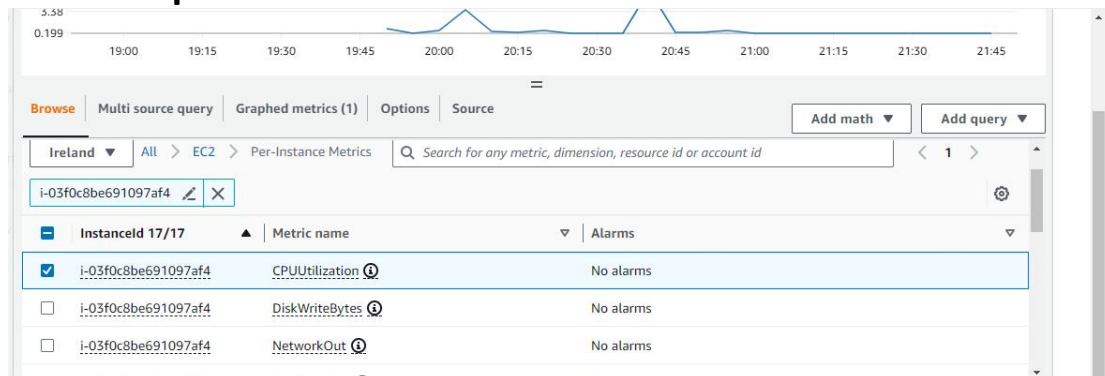 3.38
0.199
19:00 19:15 19:30 19:45 20:00 20:15 20:30 20:45 21:00 21:15 21:30 21:45
Browse Multi source query Graphed metrics (1) Options Source Add math Add query
Ireland All > EC2 > Per-Instance Metrics Search for any metric, dimension, resource id or account id < 1 >
i-03f0c8be691097af4
InstanceId 17/17 Metric name Alarms
i-03f0c8be691097af4 CPUUtilization No alarms
i-03f0c8be691097af4 DiskWriteBytes No alarms
i-03f0c8be691097af4 NetworkOut No alarms